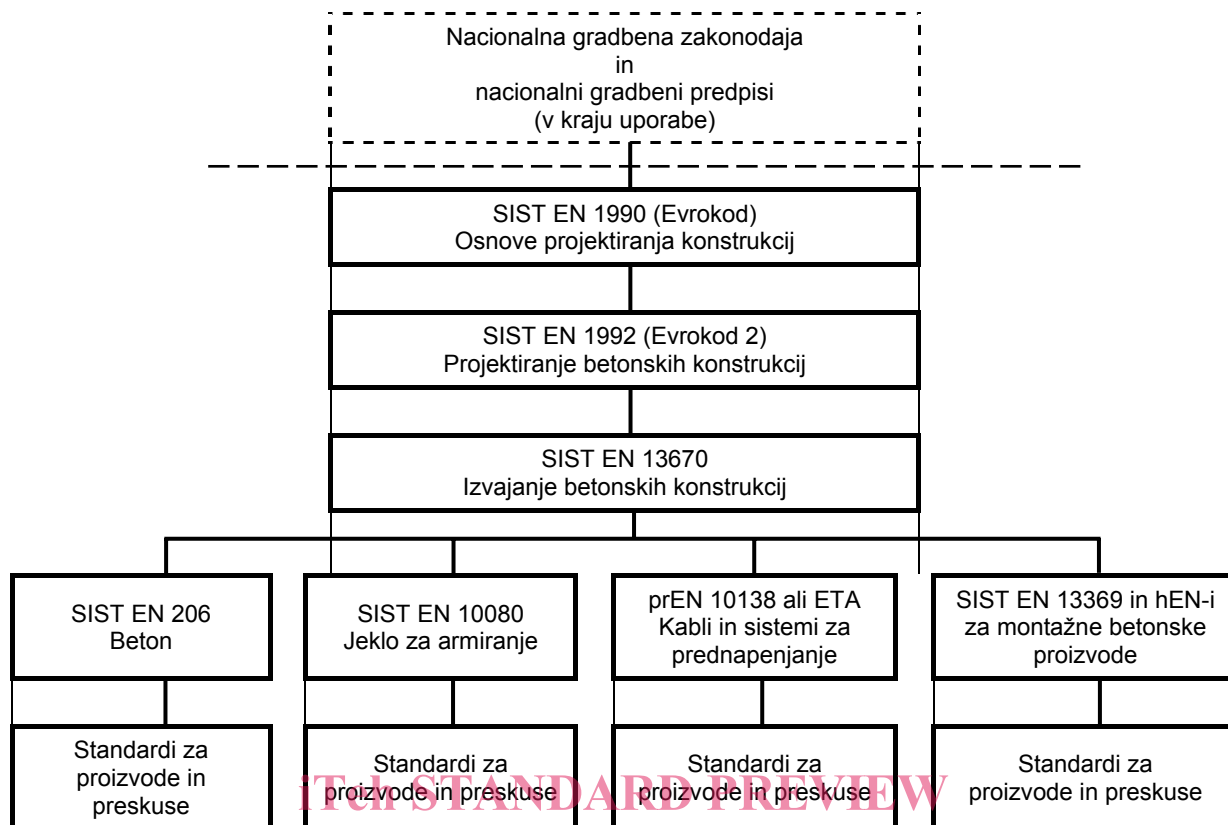 Nacionalna gradbena zakonodaja
in
nacionalni gradbeni predpisi
(v kraju uporabe)
SIST EN 1990 (Evrokod)
Osnove projektiranja konstrukcij
SIST EN 1992 (Evrokod 2)
Projektiranje betonskih konstrukcij
SIST EN 13670
Izvajanje betonskih konstrukcij
SIST EN 206
Beton
SIST EN 10080
Jeklo za armiranje
prEN 10138 ali ETA
Kabli in sistemi za
prednapenjanje
SIST EN 13369 in hEN-i
za montažne betonske
proizvode
Standardi za
proizvode in
preskuse
Standardi za
proizvode in preskuse
Standardi za
proizvode in preskuse
Standardi za
proizvode in preskuse
iTeh STANDARD PREVIEW